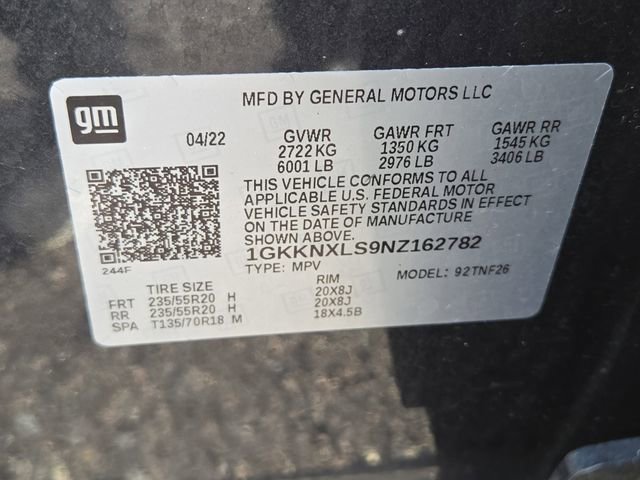 gm
MFD BY GENERAL MOTORS LLC
04/22 GVWR GAWR FRT GAWR RR
2722 KG 1350 KG 1545 KG
6001 LB 2976 LB 3406 LB
THIS VEHICLE CONFORMS TO ALL
APPLICABLE U.S. FEDERAL MOTOR
VEHICLE SAFETY STANDARDS IN EFFECT
ON THE DATE OF MANUFACTURE
SHOWN ABOVE.
1GKKNXLS9NZ162782
244F
TYPE: MPV MODEL: 92TNF26
TIRE SIZE RIM
FRT 235/55R20 H 20X8J
RR 235/55R20 H 20X8J
SPA T135/70R18 M 18X4.5B